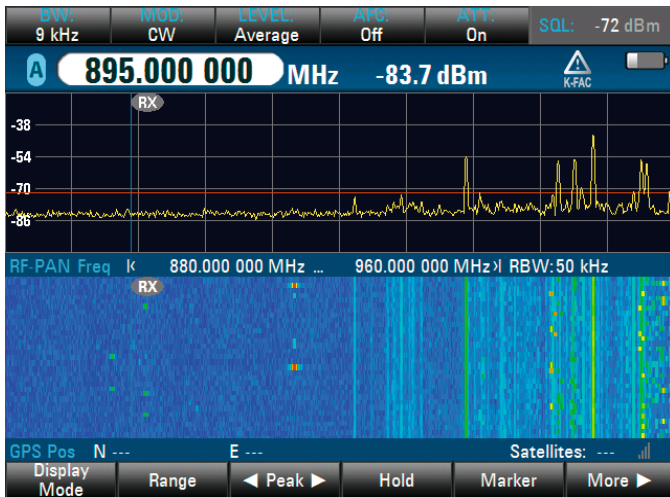 BW: MOD: LEVEL: AFC: ATT: SQL: -72 dBm
9 kHz CW Average Off On
A 895.000 000 MHz -83.7 dBm K-FAC
RX
-38
-54
-70
-86
RF-PAN Freq 880.000 000 MHz ... 960.000 000 MHz RBW:50 kHz
RX
GPS Pos N --- E --- Satellites: ---
Display Mode Range ◀ Peak ▶ Hold Marker More ▶